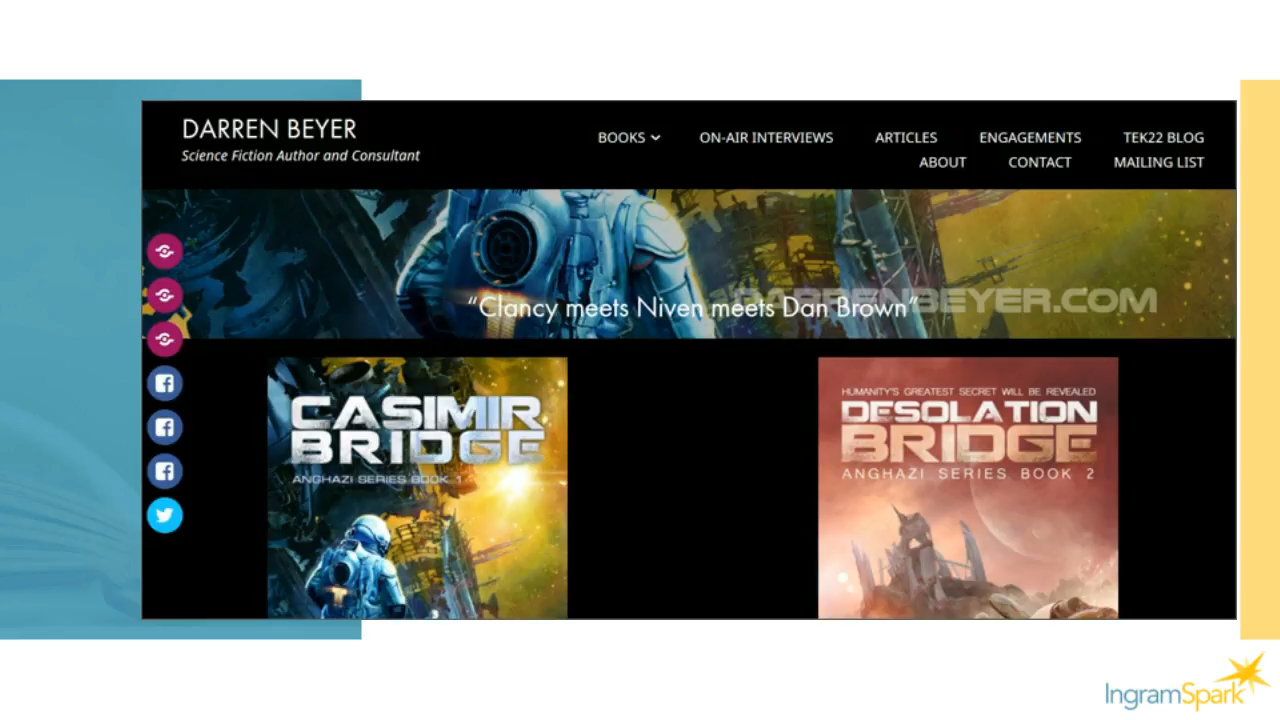 DARREN BEYER
Science Fiction Author and Consultant
BOOKS ON-AIR INTERVIEWS ARTICLES ENGAGEMENTS TEK22 BLOG
ABOUT CONTACT MAILING LIST
DARRENBEYER.COM
“Clancy meets Niven meets Dan Brown”
CASIMIR
BRIDGE
ANGHAZI SERIES BOOK 1
HUMANITY'S GREATEST SECRET WILL BE REVEALED
DESOLATION
BRIDGE
ANGHAZI SERIES BOOK 2
IngramSpark